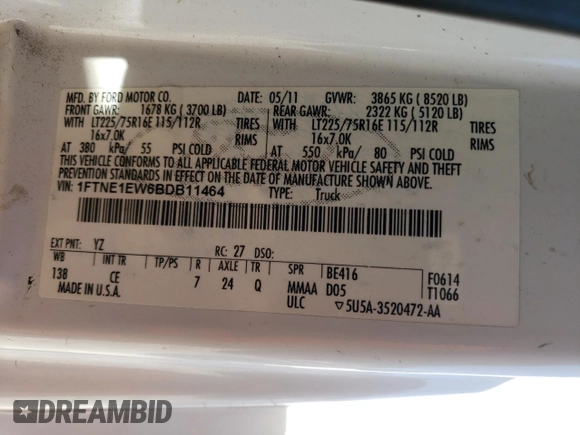 MFD. BY FORD MOTOR CO. DATE: 05/11 GVWR: 3865 KG ( 8520 LB)
FRONT GAWR: 1678 KG ( 3700 LB) REAR GAWR: 2322 KG ( 5120 LB)
WITH LT225/75R16E 115/112R TIRES WITH LT225/75R16E 115/112R TIRES
16x7.0K RIMS 16x7.0K RIMS
AT 380 kPa/ 55 PSI COLD AT 550 kPa/ 80 PSI COLD
THIS VEHICLE CONFORMS TO ALL APPLICABLE FEDERAL MOTOR VEHICLE SAFETY AND THEFT
PREVENTION STANDARDS IN EFFECT ON THE DATE OF MANUFACTURE SHOWN ABOVE.
VIN: 1FTNE1EW6BDB11464 TYPE: Truck
EXT PNT: YZ RC: 27 DSO:
WB INT TR TP/PS R AXLE TR SPR BE416 F0614
138 CE 7 24 Q MMAA D05 T1066
MADE IN U.S.A. ULC ▽5U5A-3520472-AA
DREAMBID